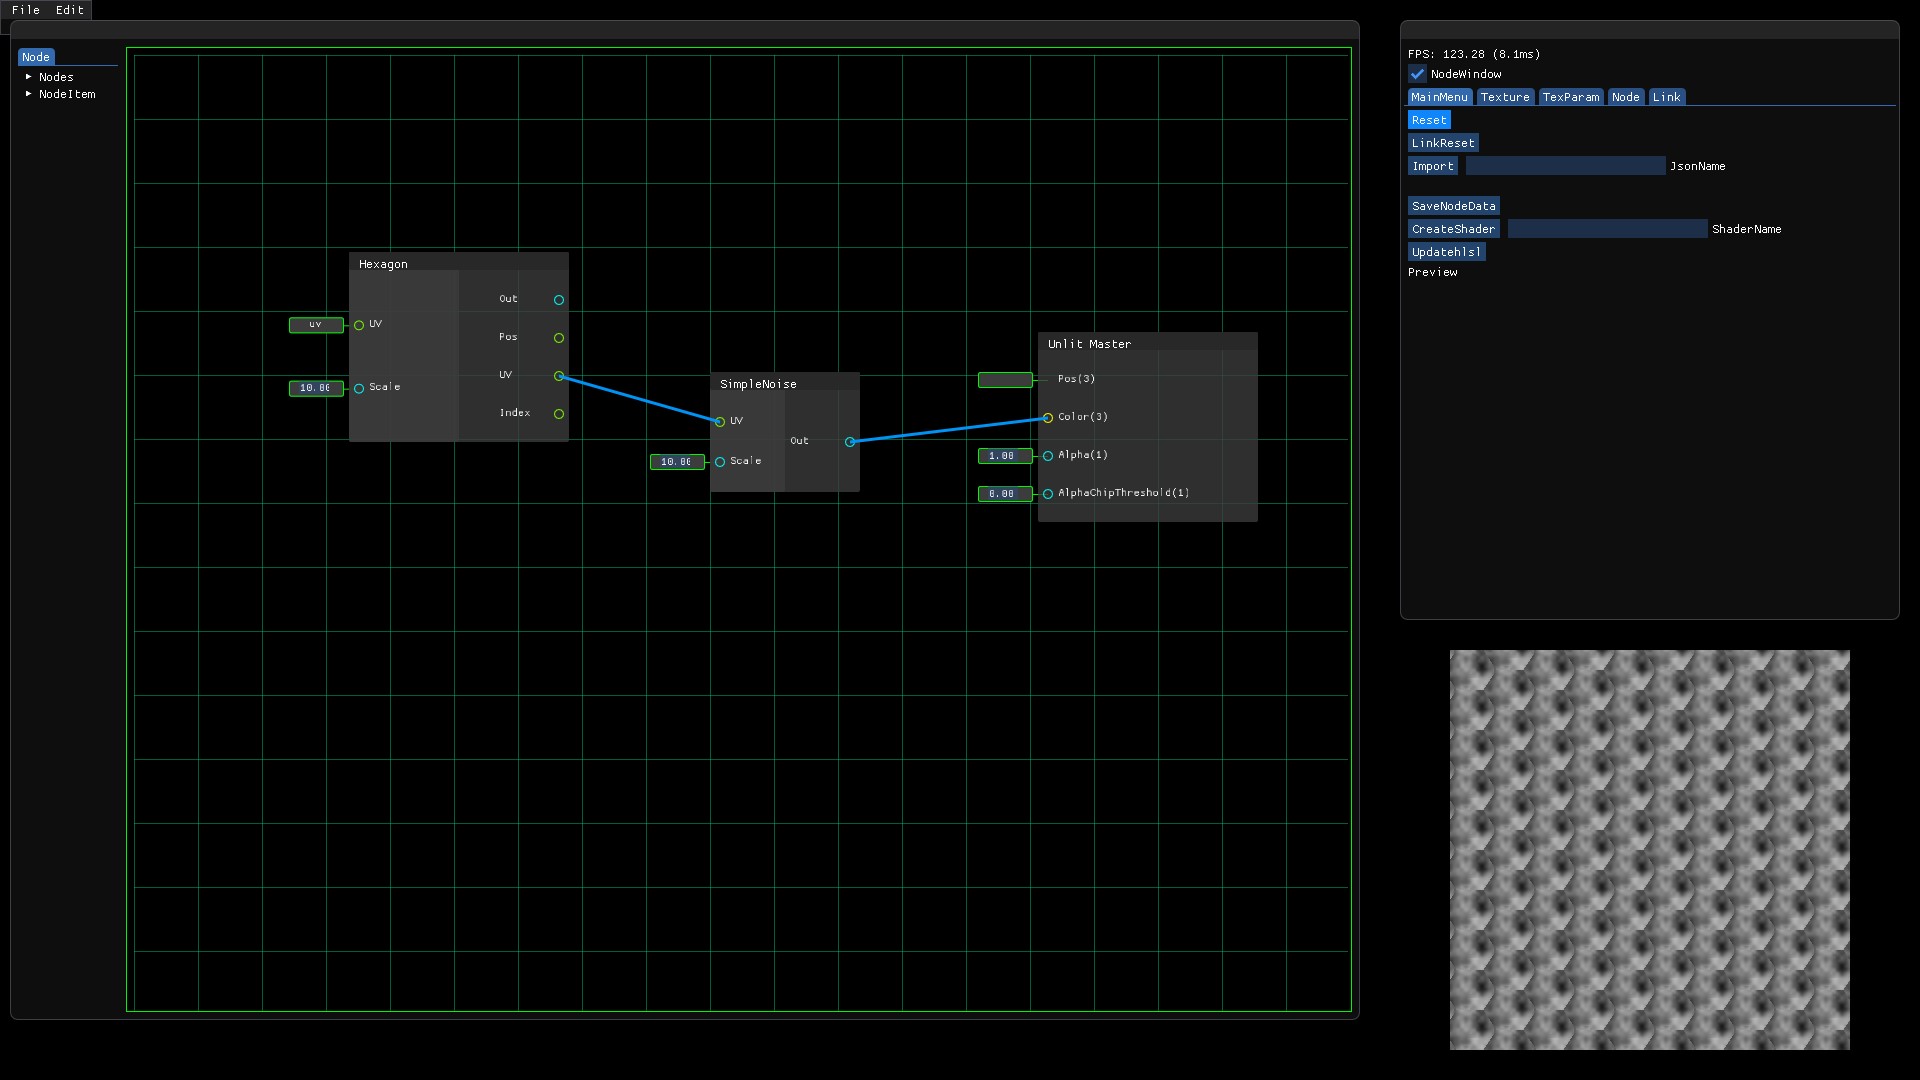 File Edit
Node
Nodes
NodeItem
Hexagon
Out
uv UV
Pos
UV
10.00 Scale
Index
SimpleNoise
UV
Out
10.00 Scale
Unlit Master
Pos(3)
Color(3)
1.00 Alpha(1)
0.00 AlphaChipThreshold(1)
FPS: 123.28 (8.1ms)
NodeWindow
MainMenu Texture TexParam Node Link
Reset
LinkReset
Import JsonName
SaveNodeData
CreateShader ShaderName
Updatehlsl
Preview